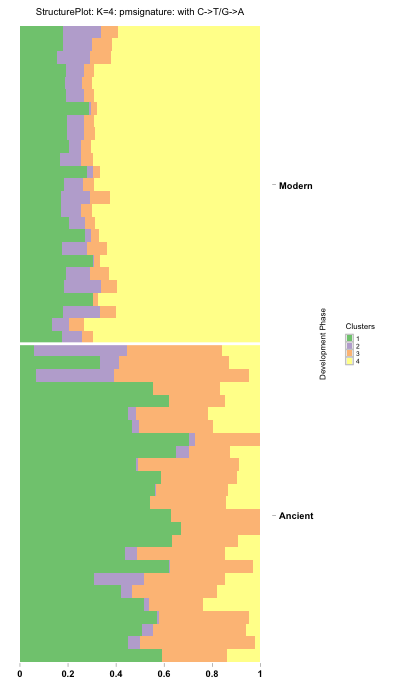 StructurePlot: K=4: pmsignature: with C->T/G->A
Modern
Ancient
Development Phase
Clusters
1
2
3
4
0 0.2 0.4 0.6 0.8 1